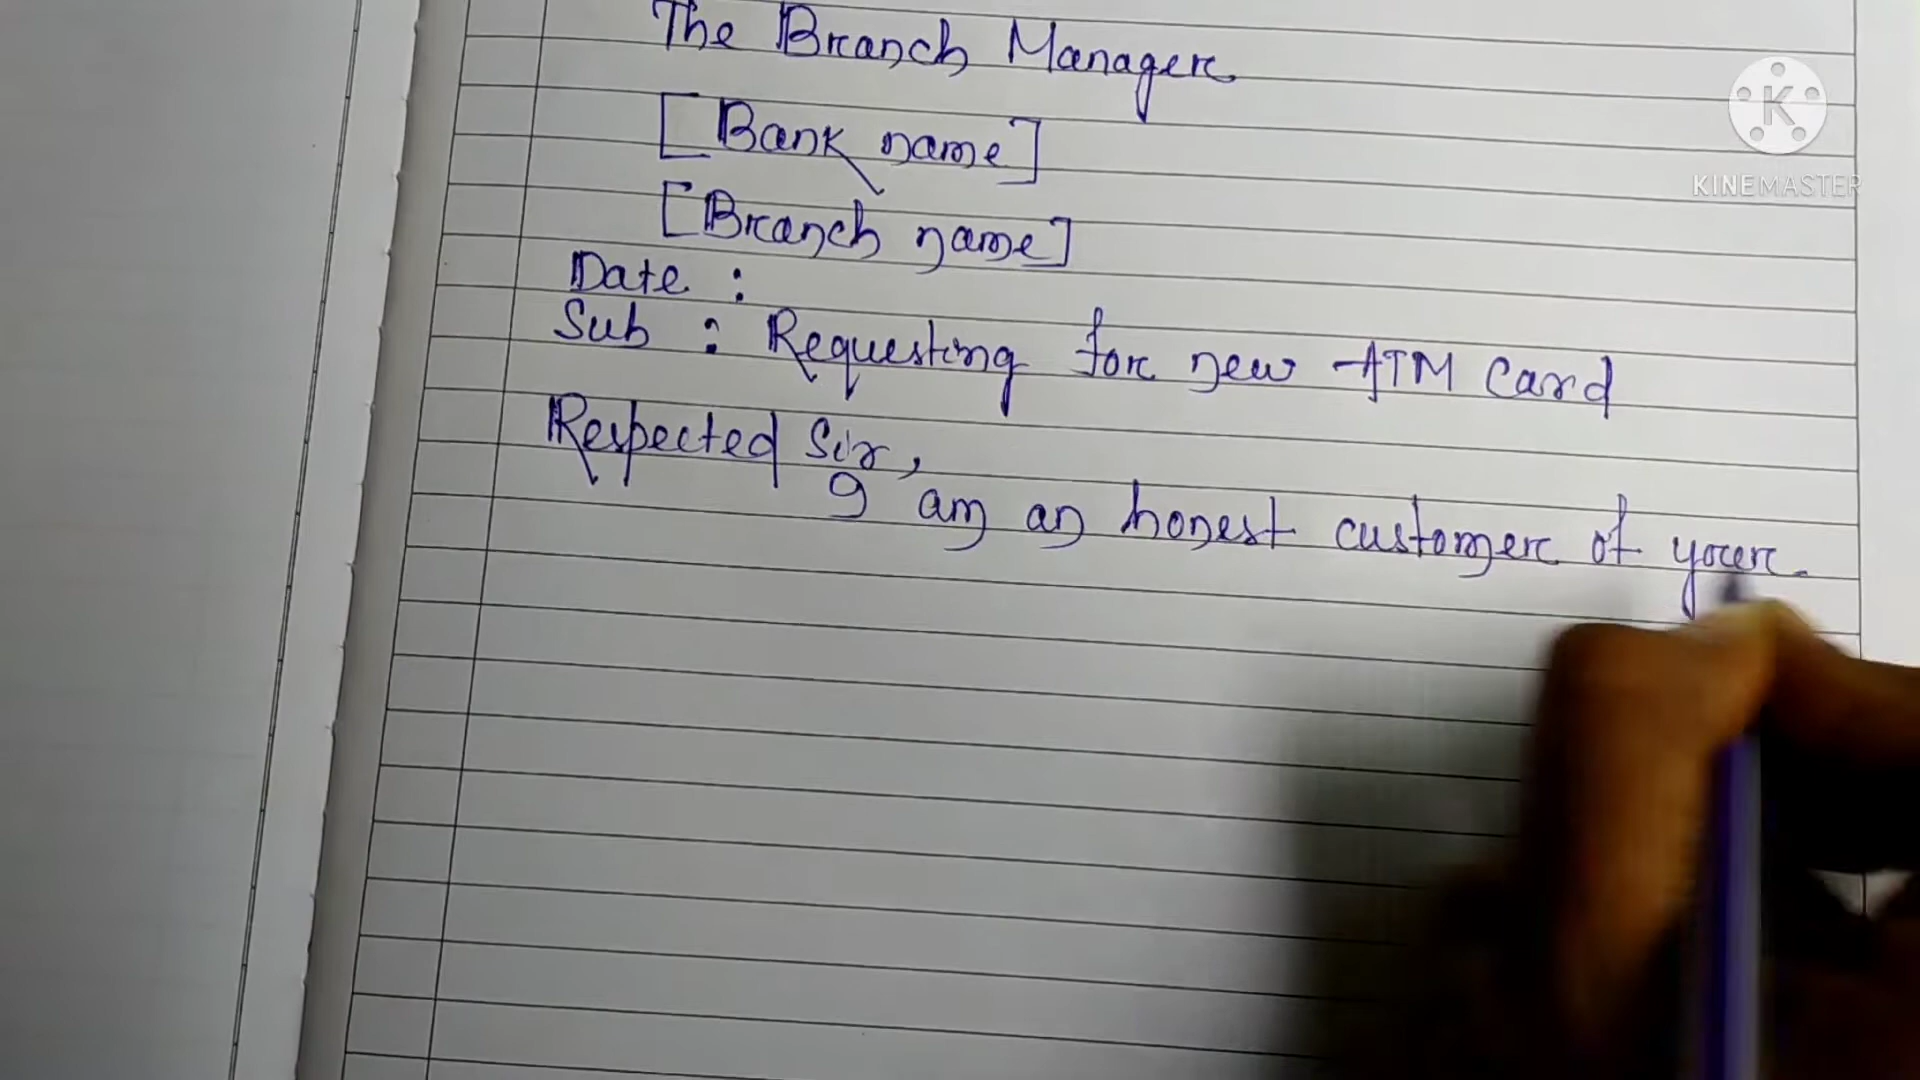 The Branch Manager
[Bank name]
[Branch name]
Date :
Sub : Requesting for new ATM Card
Respected Sir,
I am an honest customer of your
KINEMASTER